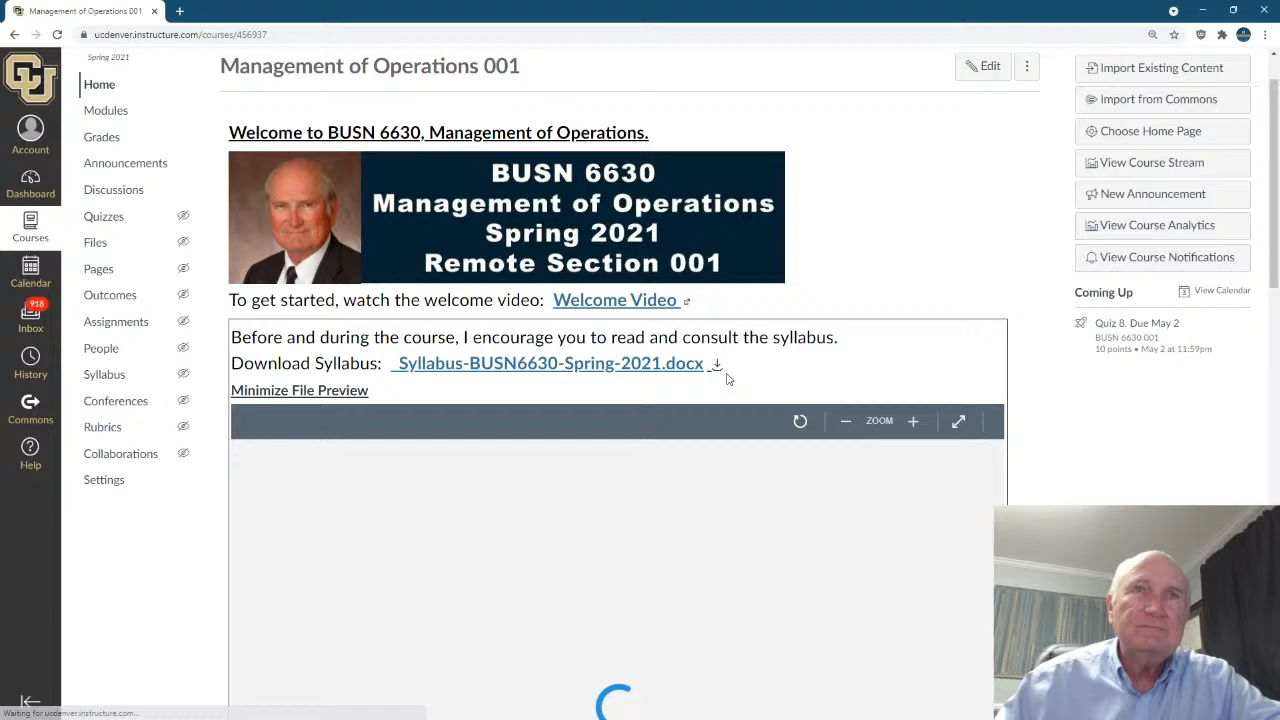 Management of Operations 001
ucdenver.instructure.com/courses/456937
Account
Dashboard
Courses
Calendar
918
Inbox
History
Commons
Help
Spring 2021
Home
Modules
Grades
Announcements
Discussions
Quizzes
Files
Pages
Outcomes
Assignments
People
Syllabus
Conferences
Rubrics
Collaborations
Settings
Management of Operations 001
Edit
Welcome to BUSN 6630, Management of Operations.
BUSN 6630
Management of Operations
Spring 2021
Remote Section 001
To get started, watch the welcome video: Welcome Video
Before and during the course, I encourage you to read and consult the syllabus.
Download Syllabus: Syllabus-BUSN6630-Spring-2021.docx
Minimize File Preview
ZOOM
Import Existing Content
Import from Commons
Choose Home Page
View Course Stream
New Announcement
View Course Analytics
View Course Notifications
Coming Up
View Calendar
Quiz 8. Due May 2
BUSN 6630 001
10 points • May 2 at 11:59pm
Waiting for ucdenver.instructure.com...